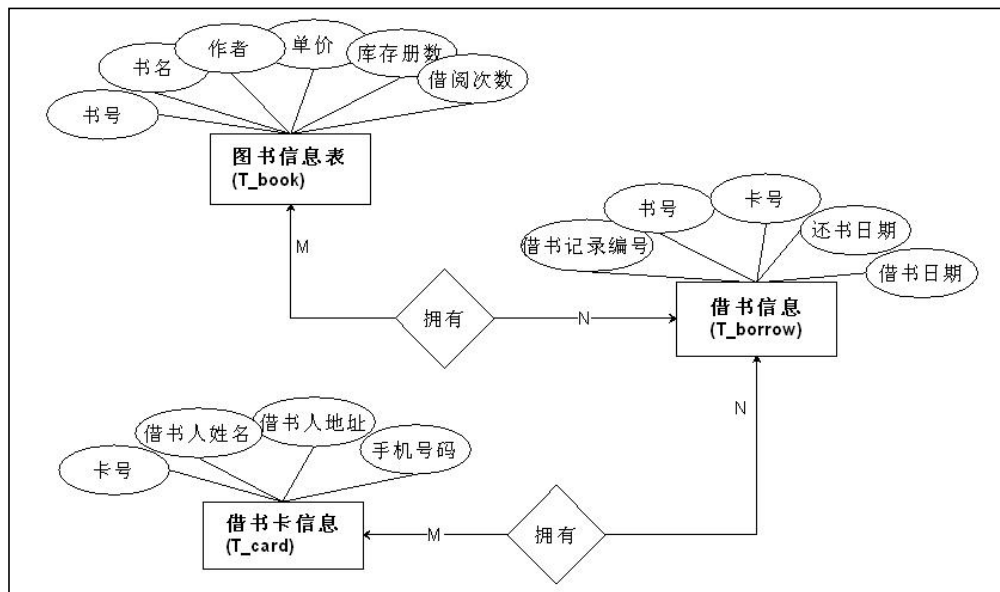 作者
单价
库存册数
书名
借阅次数
书号
图书信息表
(T_book)
卡号
书号
还书日期
M
借书记录编号
借书日期
拥有
N
借书信息
(T_borrow)
N
借书人地址
借书人姓名
手机号码
卡号
借书卡信息
(T_card)
M
拥有